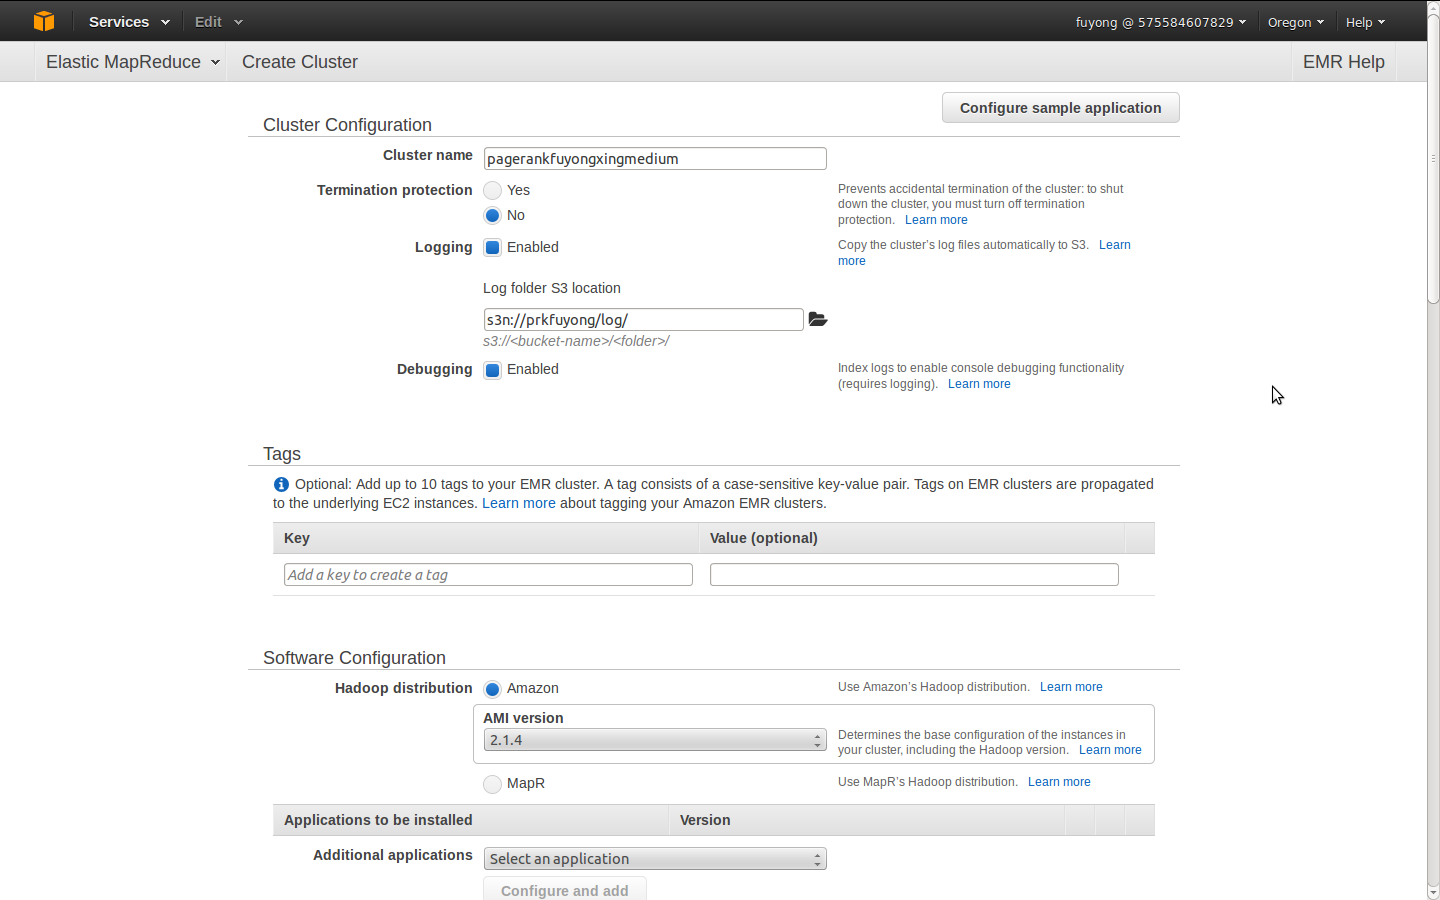 Services Edit fuyong @ 575584607829 Oregon Help
Elastic MapReduce Create Cluster EMR Help
Configure sample application
Cluster Configuration
Cluster name pagerankfuyongxingmedium
Termination protection Yes Prevents accidental termination of the cluster: to shut
down the cluster, you must turn off termination
No
protection. Learn more
Logging Enabled Copy the cluster's log files automatically to S3. Learn
more
Log folder S3 location
s3n://prkfuyong/log/
s3://<bucket-name>/<folder>/
Debugging Enabled Index logs to enable console debugging functionality
(requires logging). Learn more
Tags
Optional: Add up to 10 tags to your EMR cluster. A tag consists of a case-sensitive key-value pair. Tags on EMR clusters are propagated
to the underlying EC2 instances. Learn more about tagging your Amazon EMR clusters.
Key Value (optional)
Add a key to create a tag
Software Configuration
Hadoop distribution Amazon Use Amazon's Hadoop distribution. Learn more
AMI version
2.1.4 Determines the base configuration of the instances in
your cluster, including the Hadoop version. Learn more
MapR Use MapR's Hadoop distribution. Learn more
Applications to be installed Version
Additional applications Select an application
Configure and add